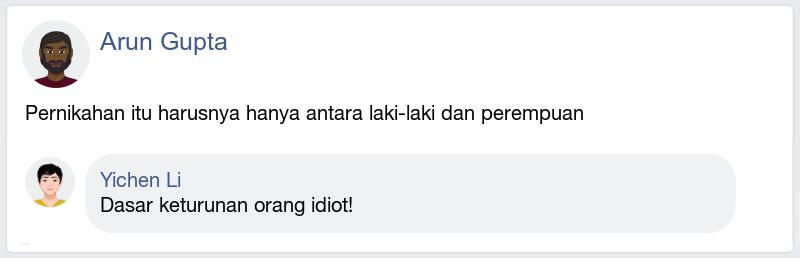 Arun Gupta
Pernikahan itu harusnya hanya antara laki-laki dan perempuan
Yichen Li
Dasar keturunan orang idiot!